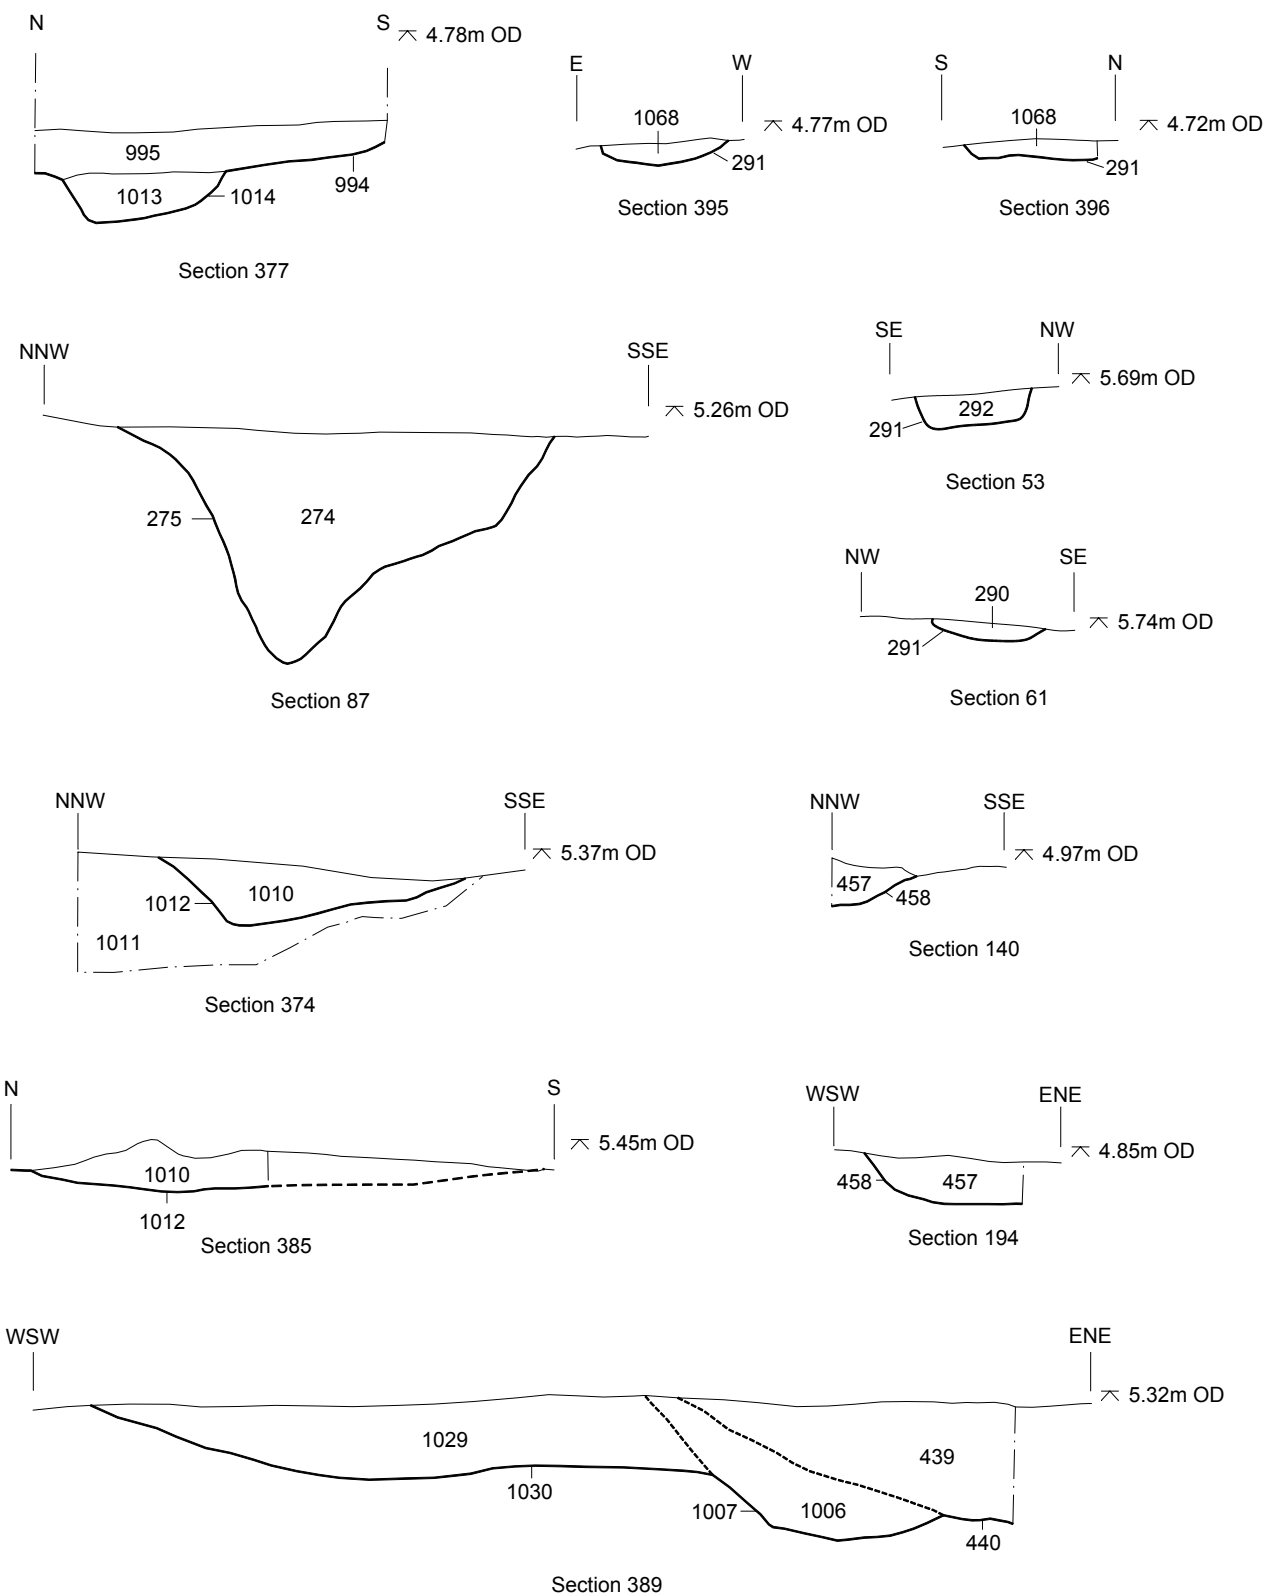 N S 4.78m OD
995
1013 1014 994
Section 377
E W 4.77m OD
1068
291
Section 395
S N 4.72m OD
1068
291
Section 396
NNW SSE 5.26m OD
275 274
Section 87
SE NW 5.69m OD
292
291
Section 53
NW SE
290
5.74m OD
291
Section 61
NNW SSE 5.37m OD
1010
1012
1011
Section 374
NNW SSE 4.97m OD
457
458
Section 140
N S 5.45m OD
1010
1012
Section 385
WSW ENE 4.85m OD
458 457
Section 194
WSW ENE 5.32m OD
1029 439
1030 1007 1006
440
Section 389